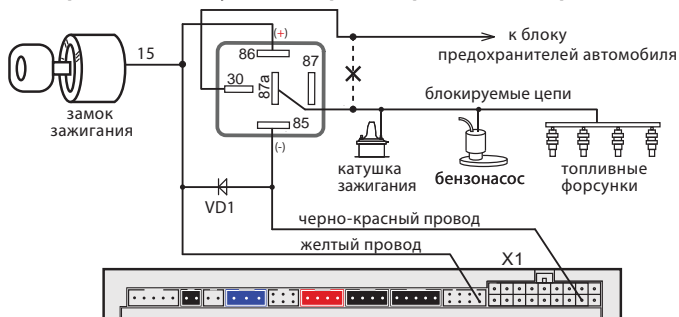 15
замок
зажигания
86
(+)
87
30
87a
85
(-)
к блоку
предохранителей автомобиля
блокируемые цепи
катушка
зажигания
бензонасос
топливные
форсунки
VD1
черно-красный провод
желтый провод
X1